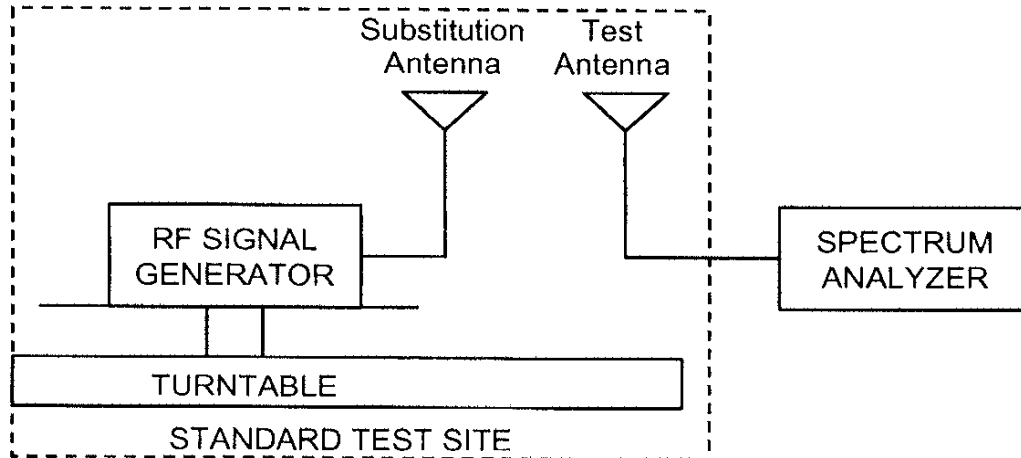 Substitution
Antenna
Test
Antenna
RF SIGNAL
GENERATOR
SPECTRUM
ANALYZER
TURNTABLE
STANDARD TEST SITE